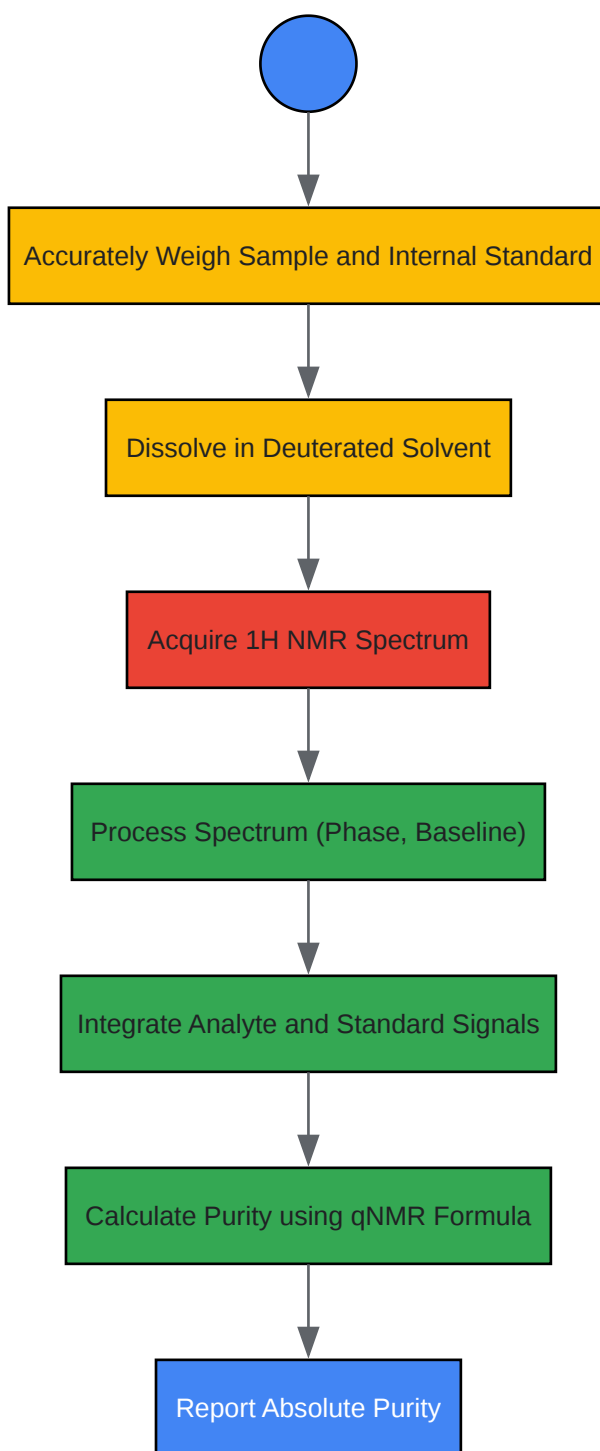 Accurately Weigh Sample and Internal Standard
Dissolve in Deuterated Solvent
Acquire 1H NMR Spectrum
Process Spectrum (Phase, Baseline)
Integrate Analyte and Standard Signals
Calculate Purity using qNMR Formula
Report Absolute Purity